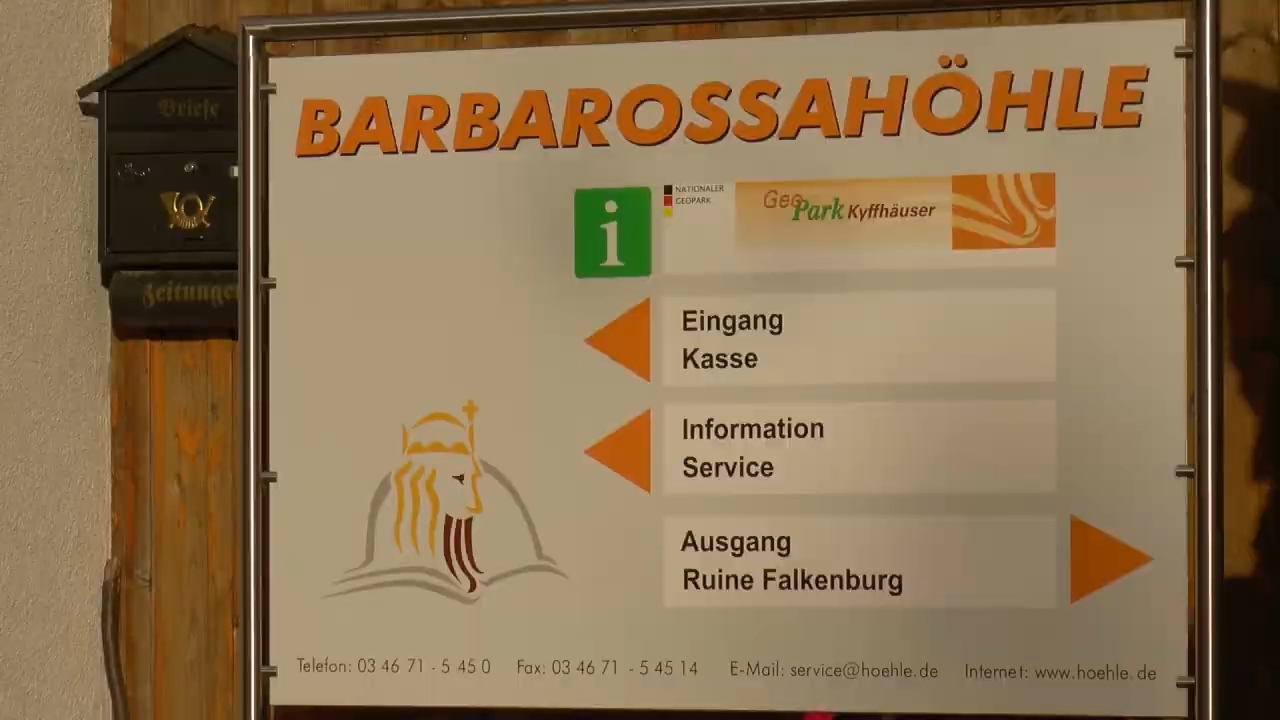 BARBAROSSAHÖHLE
Briefe
Zeitungen
i
NATIONALER
GEOPARK
GeoPark Kyffhäuser
Eingang
Kasse
Information
Service
Ausgang
Ruine Falkenburg
Telefon: 03 46 71 - 5 45 0 Fax: 03 46 71 - 5 45 14 E-Mail: service@hoehle.de Internet: www.hoehle.de